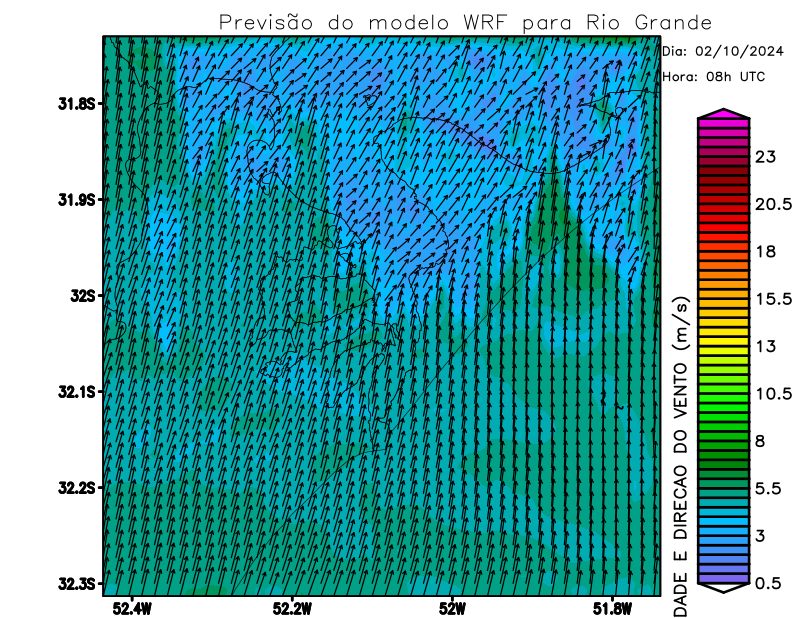 Previsão do modelo WRF para Rio Grande
Dia: 02/10/2024
Hora: 08h UTC
31.8S
31.9S
32S
32.1S
32.2S
32.3S
52.4W
52.2W
52W
51.8W
DADE E DIRECAO DO VENTO (m/s)
23
20.5
18
15.5
13
10.5
8
5.5
3
0.5